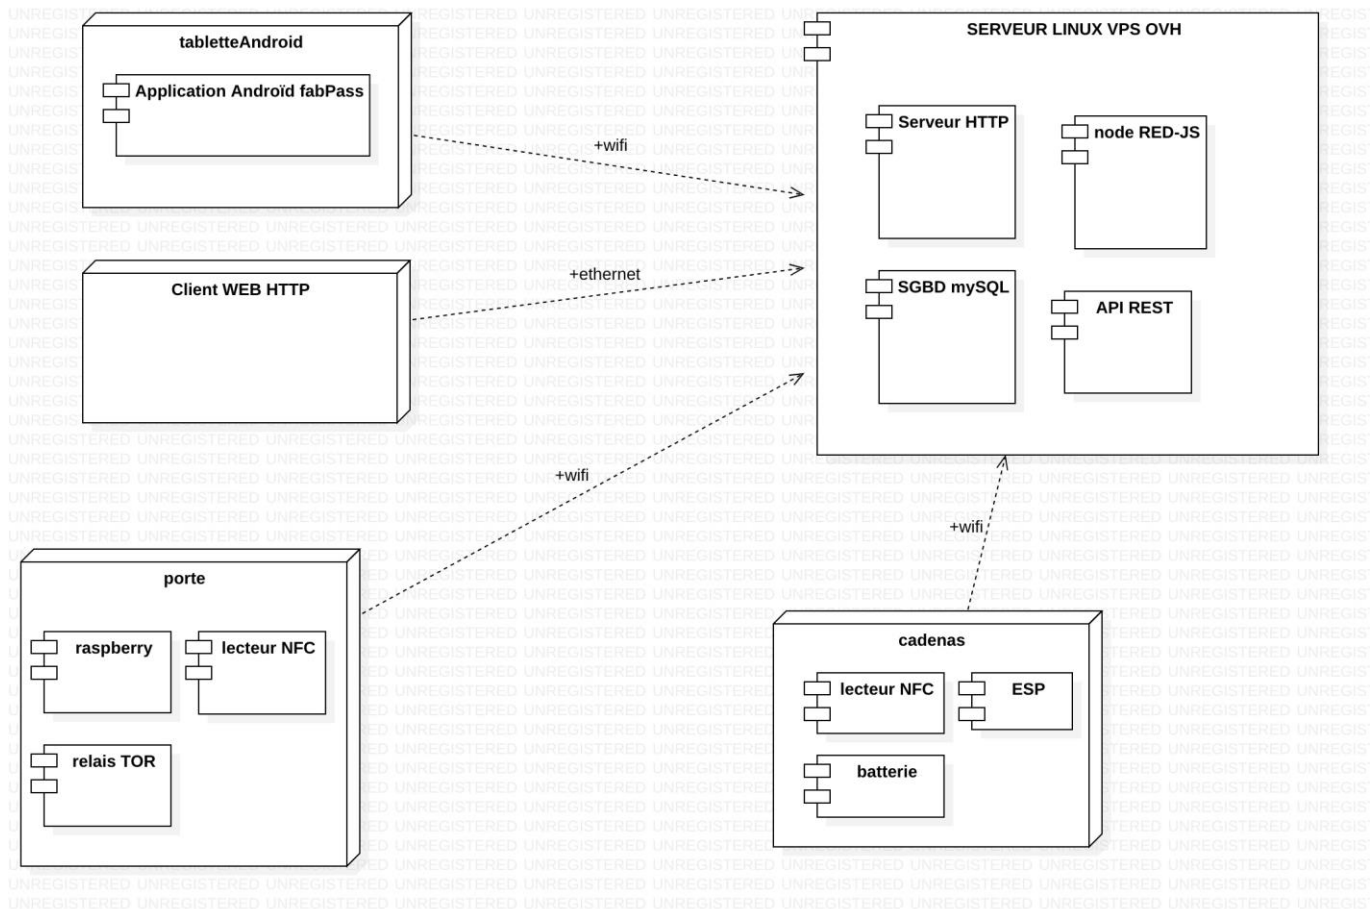 tabletteAndroid
Application Androïd fabPass
SERVEUR LINUX VPS OVH
Serveur HTTP
node RED-JS
+wifi
Client WEB HTTP
+ethernet
SGBD mySQL
API REST
+wifi
+wifi
porte
raspberry
lecteur NFC
relais TOR
cadenas
lecteur NFC
ESP
batterie
UNREGISTERED